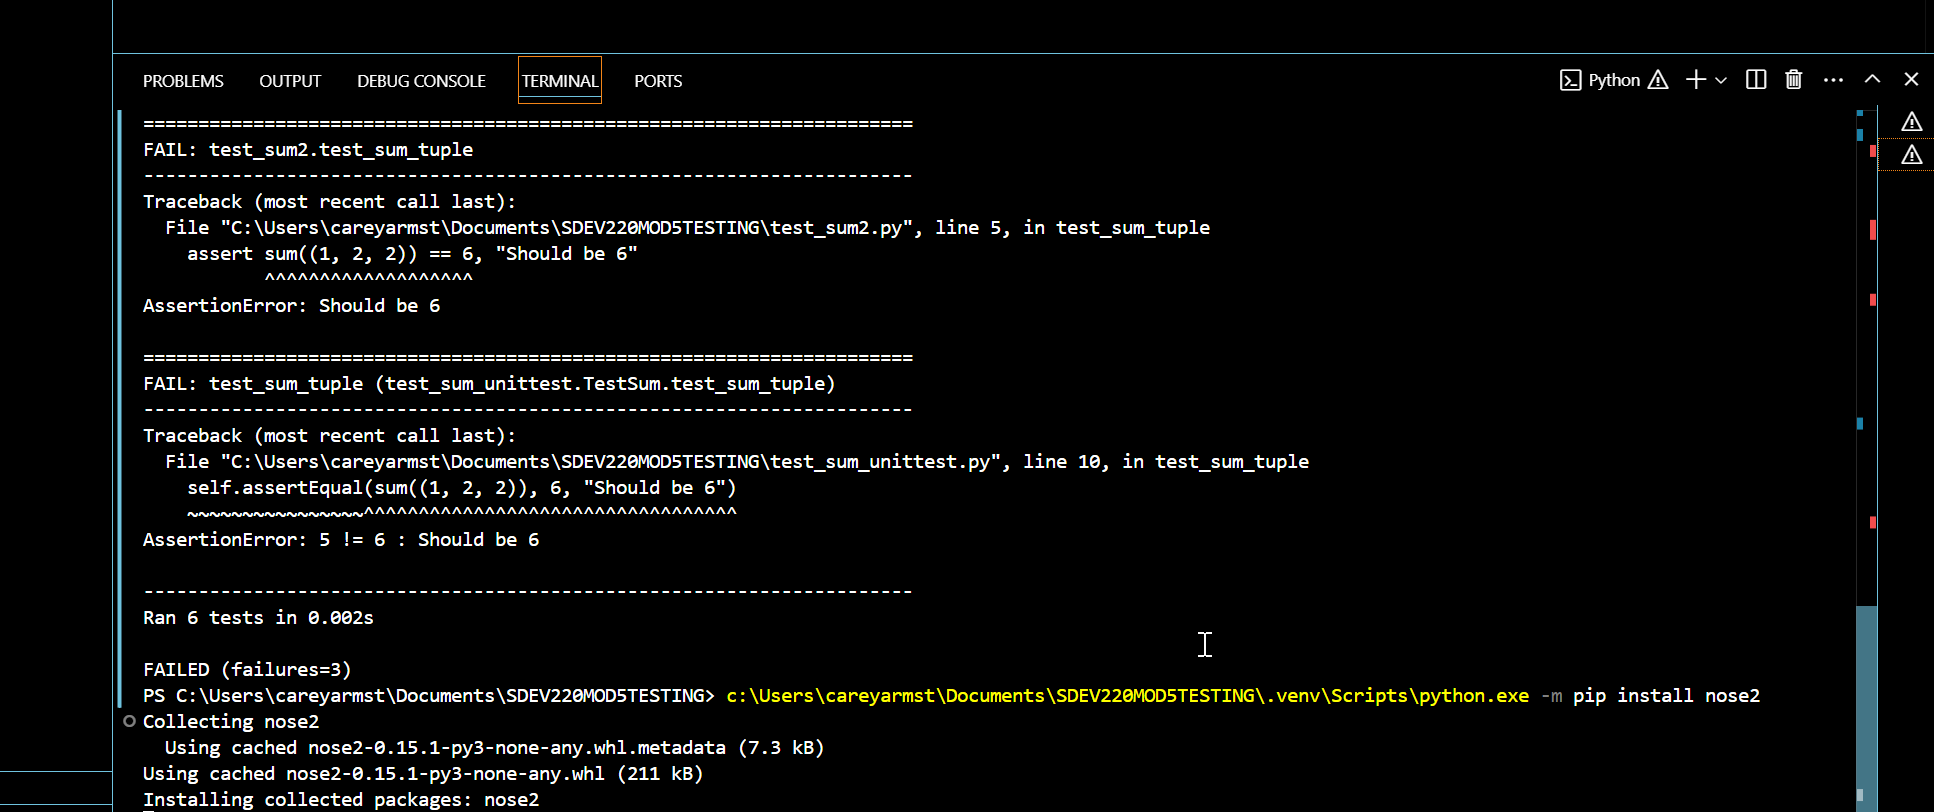 PROBLEMS OUTPUT DEBUG CONSOLE TERMINAL PORTS Python
======================================================================
FAIL: test_sum2.test_sum_tuple
----------------------------------------------------------------------
Traceback (most recent call last):
  File "C:\Users\careyarmst\Documents\SDEV220MOD5TESTING\test_sum2.py", line 5, in test_sum_tuple
    assert sum((1, 2, 2)) == 6, "Should be 6"
           ^^^^^^^^^^^^^^^^^^^
AssertionError: Should be 6
======================================================================
FAIL: test_sum_tuple (test_sum_unittest.TestSum.test_sum_tuple)
----------------------------------------------------------------------
Traceback (most recent call last):
  File "C:\Users\careyarmst\Documents\SDEV220MOD5TESTING\test_sum_unittest.py", line 10, in test_sum_tuple
    self.assertEqual(sum((1, 2, 2)), 6, "Should be 6")
    ~~~~~~~~~~~~~~~~^^^^^^^^^^^^^^^^^^^^^^^^^^^^^^^^^^
AssertionError: 5 != 6 : Should be 6
----------------------------------------------------------------------
Ran 6 tests in 0.002s
FAILED (failures=3)
PS C:\Users\careyarmst\Documents\SDEV220MOD5TESTING> c:\Users\careyarmst\Documents\SDEV220MOD5TESTING\.venv\Scripts\python.exe -m pip install nose2
Collecting nose2
  Using cached nose2-0.15.1-py3-none-any.whl.metadata (7.3 kB)
Using cached nose2-0.15.1-py3-none-any.whl (211 kB)
Installing collected packages: nose2